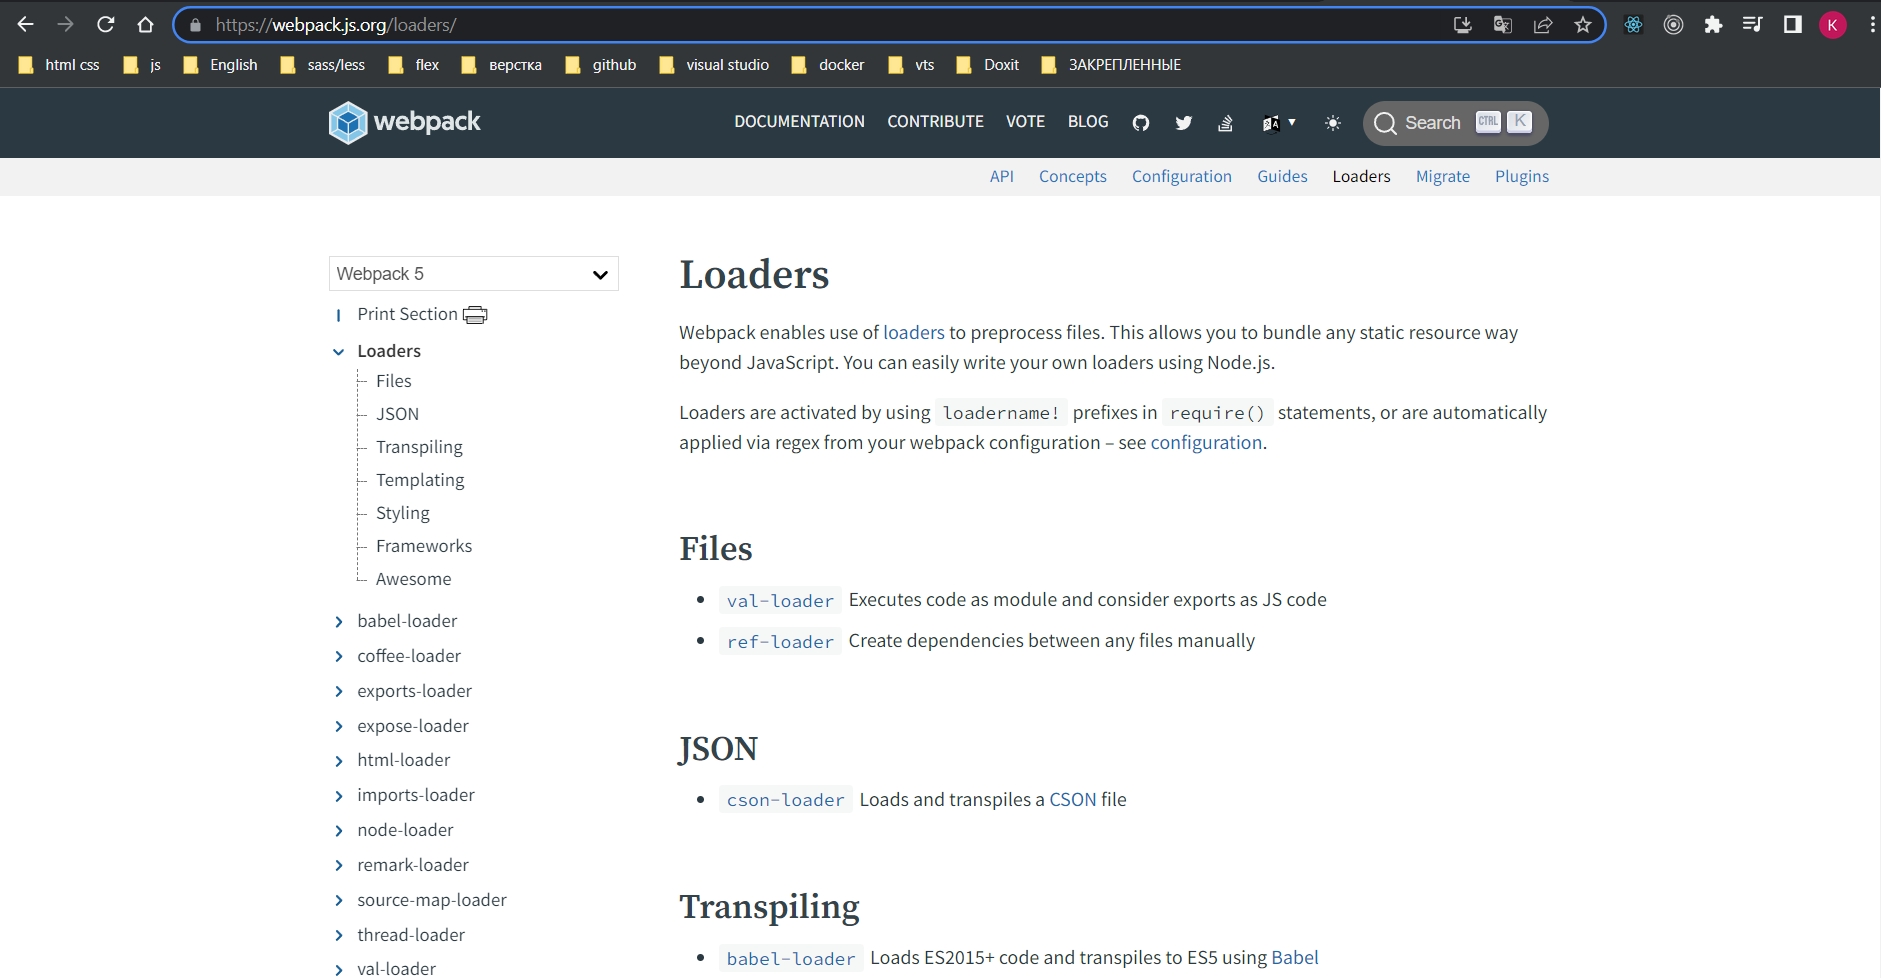 https://webpack.js.org/loaders/
K
html css js English sass/less flex верстка github visual studio docker vts Doxit ЗАКРЕПЛЕННЫЕ
webpack DOCUMENTATION CONTRIBUTE VOTE BLOG Search CTRL K
API Concepts Configuration Guides Loaders Migrate Plugins
Webpack 5
Print Section
Loaders
Files
JSON
Transpiling
Templating
Styling
Frameworks
Awesome
babel-loader
coffee-loader
exports-loader
expose-loader
html-loader
imports-loader
node-loader
remark-loader
source-map-loader
thread-loader
val-loader
Loaders
Webpack enables use of loaders to preprocess files. This allows you to bundle any static resource way
beyond JavaScript. You can easily write your own loaders using Node.js.
Loaders are activated by using loadername! prefixes in require() statements, or are automatically
applied via regex from your webpack configuration – see configuration.
Files
val-loader Executes code as module and consider exports as JS code
ref-loader Create dependencies between any files manually
JSON
cson-loader Loads and transpiles a CSON file
Transpiling
babel-loader Loads ES2015+ code and transpiles to ES5 using Babel